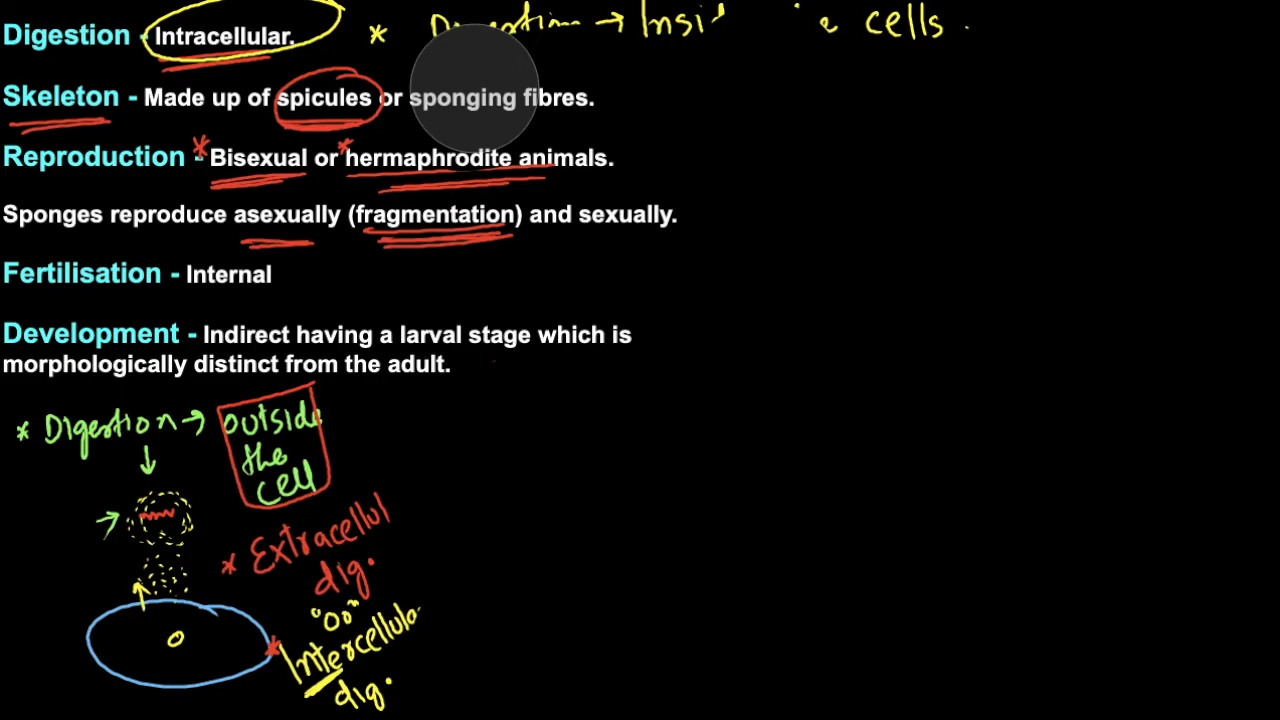 Digestion - Intracellular. * → cells.
Skeleton - Made up of spicules or sponging fibres.
Reproduction - *Bisexual or *hermaphrodite animals.
Sponges reproduce asexually (fragmentation) and sexually.
Fertilisation - Internal
Development - Indirect having a larval stage which is
morphologically distinct from the adult.
* Digestion → outside
the
cell
* Extracellul
dig.
"Or"
* Intercellula
dig.